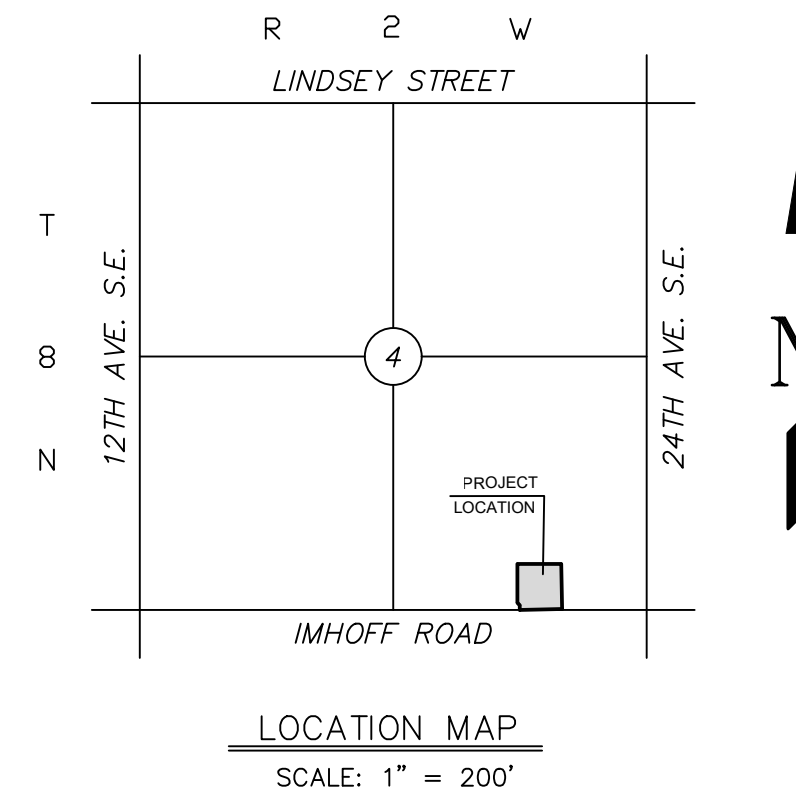 R 2 W
LINDSEY STREET
T
8
N
12TH AVE. S.E.
24TH AVE. S.E.
4
PROJECT
LOCATION
IMHOFF ROAD
LOCATION MAP
SCALE: 1" = 200'